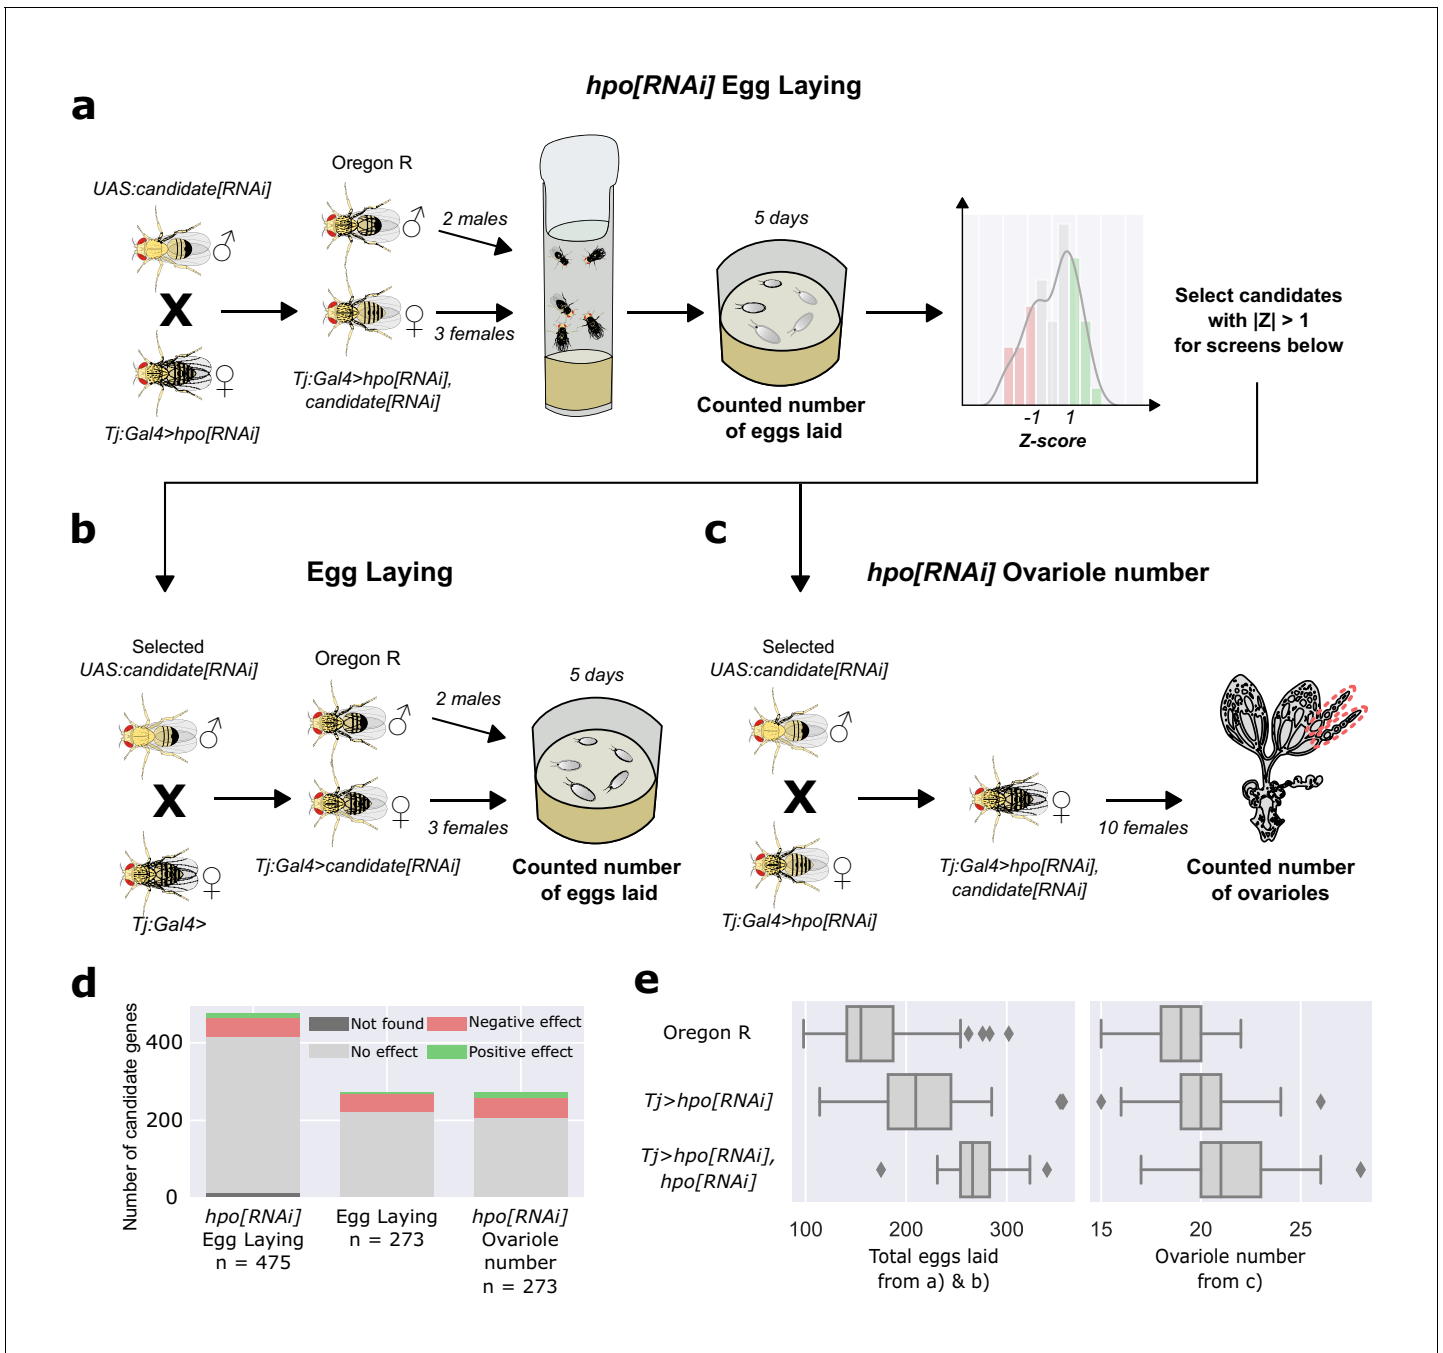 a
hpo[RNAi] Egg Laying
UAS:candidate[RNAi]
♂
X
♀
Tj:Gal4>hpo[RNAi]
Oregon R
♂
♀
Tj:Gal4>hpo[RNAi],
candidate[RNAi]
2 males
3 females
5 days
Counted number
of eggs laid
-1
1
Z-score
Select candidates
with |Z| > 1
for screens below
b
Egg Laying
Selected
UAS:candidate[RNAi]
♂
X
♀
Tj:Gal4>
Oregon R
♂
♀
Tj:Gal4>candidate[RNAi]
2 males
3 females
5 days
Counted number
of eggs laid
c
hpo[RNAi] Ovariole number
Selected
UAS:candidate[RNAi]
♂
X
♀
Tj:Gal4>hpo[RNAi]
♀
Tj:Gal4>hpo[RNAi],
candidate[RNAi]
10 females
Counted number
of ovarioles
d
Number of candidate genes
400
200
0
Not found
Negative effect
No effect
Positive effect
hpo[RNAi]
Egg Laying
n = 475
Egg Laying
n = 273
hpo[RNAi]
Ovariole
number
n = 273
e
Oregon R
Tj>hpo[RNAi]
Tj>hpo[RNAi],
hpo[RNAi]
100
200
300
Total eggs laid
from a) & b)
15
20
25
Ovariole number
from c)